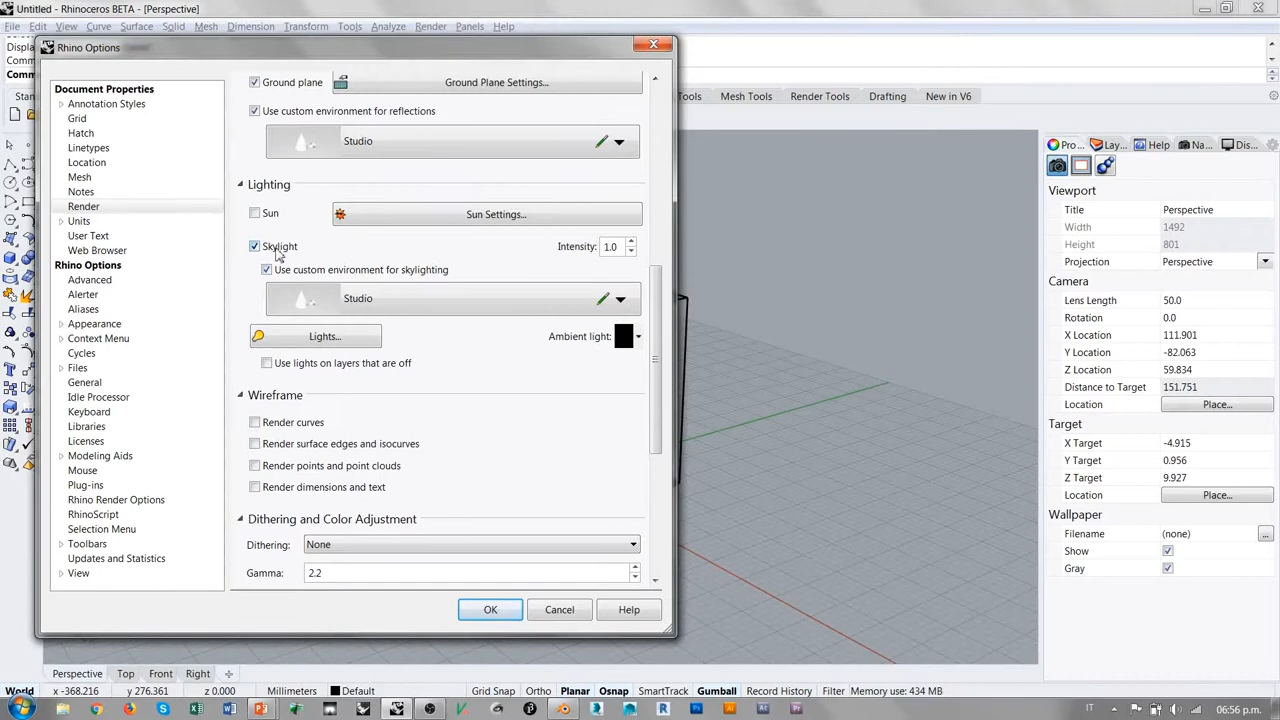 Untitled - Rhinoceros BETA - [Perspective]
File Edit View Curve Surface Solid Mesh Dimension Transform Tools Analyze Render Panels Help
Rhino Options
Displa
Comm
Comm
Stan
Tools Mesh Tools Render Tools Drafting New in V6
Document Properties
Annotation Styles
Grid
Hatch
Linetypes
Location
Mesh
Notes
Render
Units
User Text
Web Browser
Rhino Options
Advanced
Alerter
Aliases
Appearance
Context Menu
Cycles
Files
General
Idle Processor
Keyboard
Libraries
Licenses
Modeling Aids
Mouse
Plug-ins
Rhino Render Options
RhinoScript
Selection Menu
Toolbars
Updates and Statistics
View
Ground plane Ground Plane Settings...
Use custom environment for reflections
Studio
Lighting
Sun Sun Settings...
Skylight Intensity: 1.0
Use custom environment for skylighting
Studio
Lights... Ambient light:
Use lights on layers that are off
Wireframe
Render curves
Render surface edges and isocurves
Render points and point clouds
Render dimensions and text
Dithering and Color Adjustment
Dithering: None
Gamma: 2.2
OK Cancel Help
Pro... Lay... Help Na... Dis...
Viewport
Title Perspective
Width 1492
Height 801
Projection Perspective
Camera
Lens Length 50.0
Rotation 0.0
X Location 111.901
Y Location -82.063
Z Location 59.834
Distance to Target 151.751
Location Place...
Target
X Target -4.915
Y Target 0.956
Z Target 9.927
Location Place...
Wallpaper
Filename (none) ...
Show
Gray
Perspective Top Front Right
World x -368.216 y 276.361 z 0.000 Millimeters Default Grid Snap Ortho Planar Osnap SmartTrack Gumball Record History Filter Memory use: 434 MB
IT 06:56 p.m.